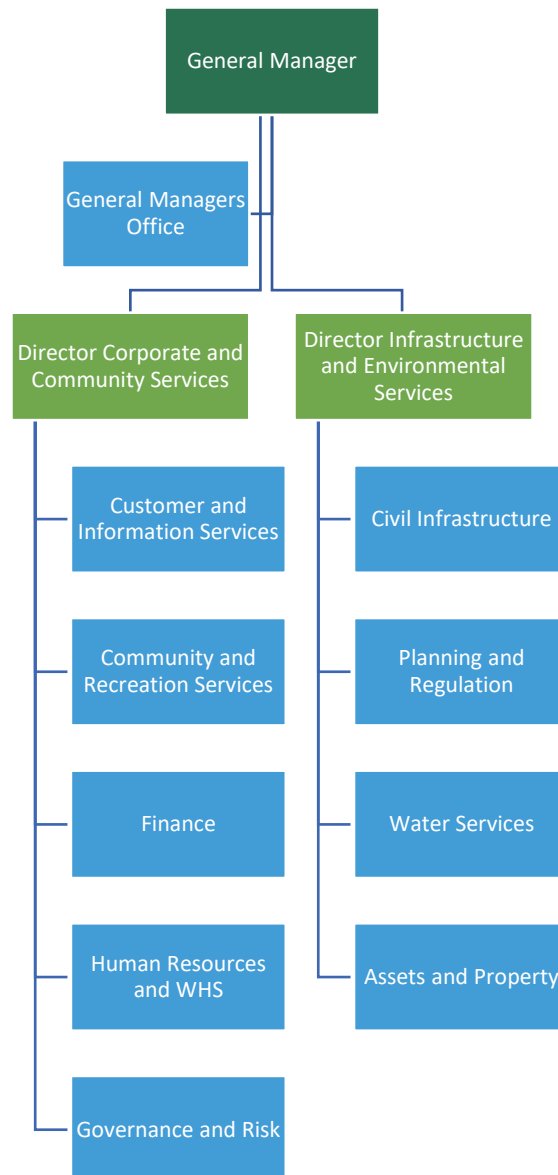 General Manager
General Managers
Office
Director Corporate and
Community Services
Director Infrastructure
and Environmental
Services
Customer and
Information Services
Community and
Recreation Services
Finance
Human Resources
and WHS
Governance and Risk
Civil Infrastructure
Planning and
Regulation
Water Services
Assets and Property